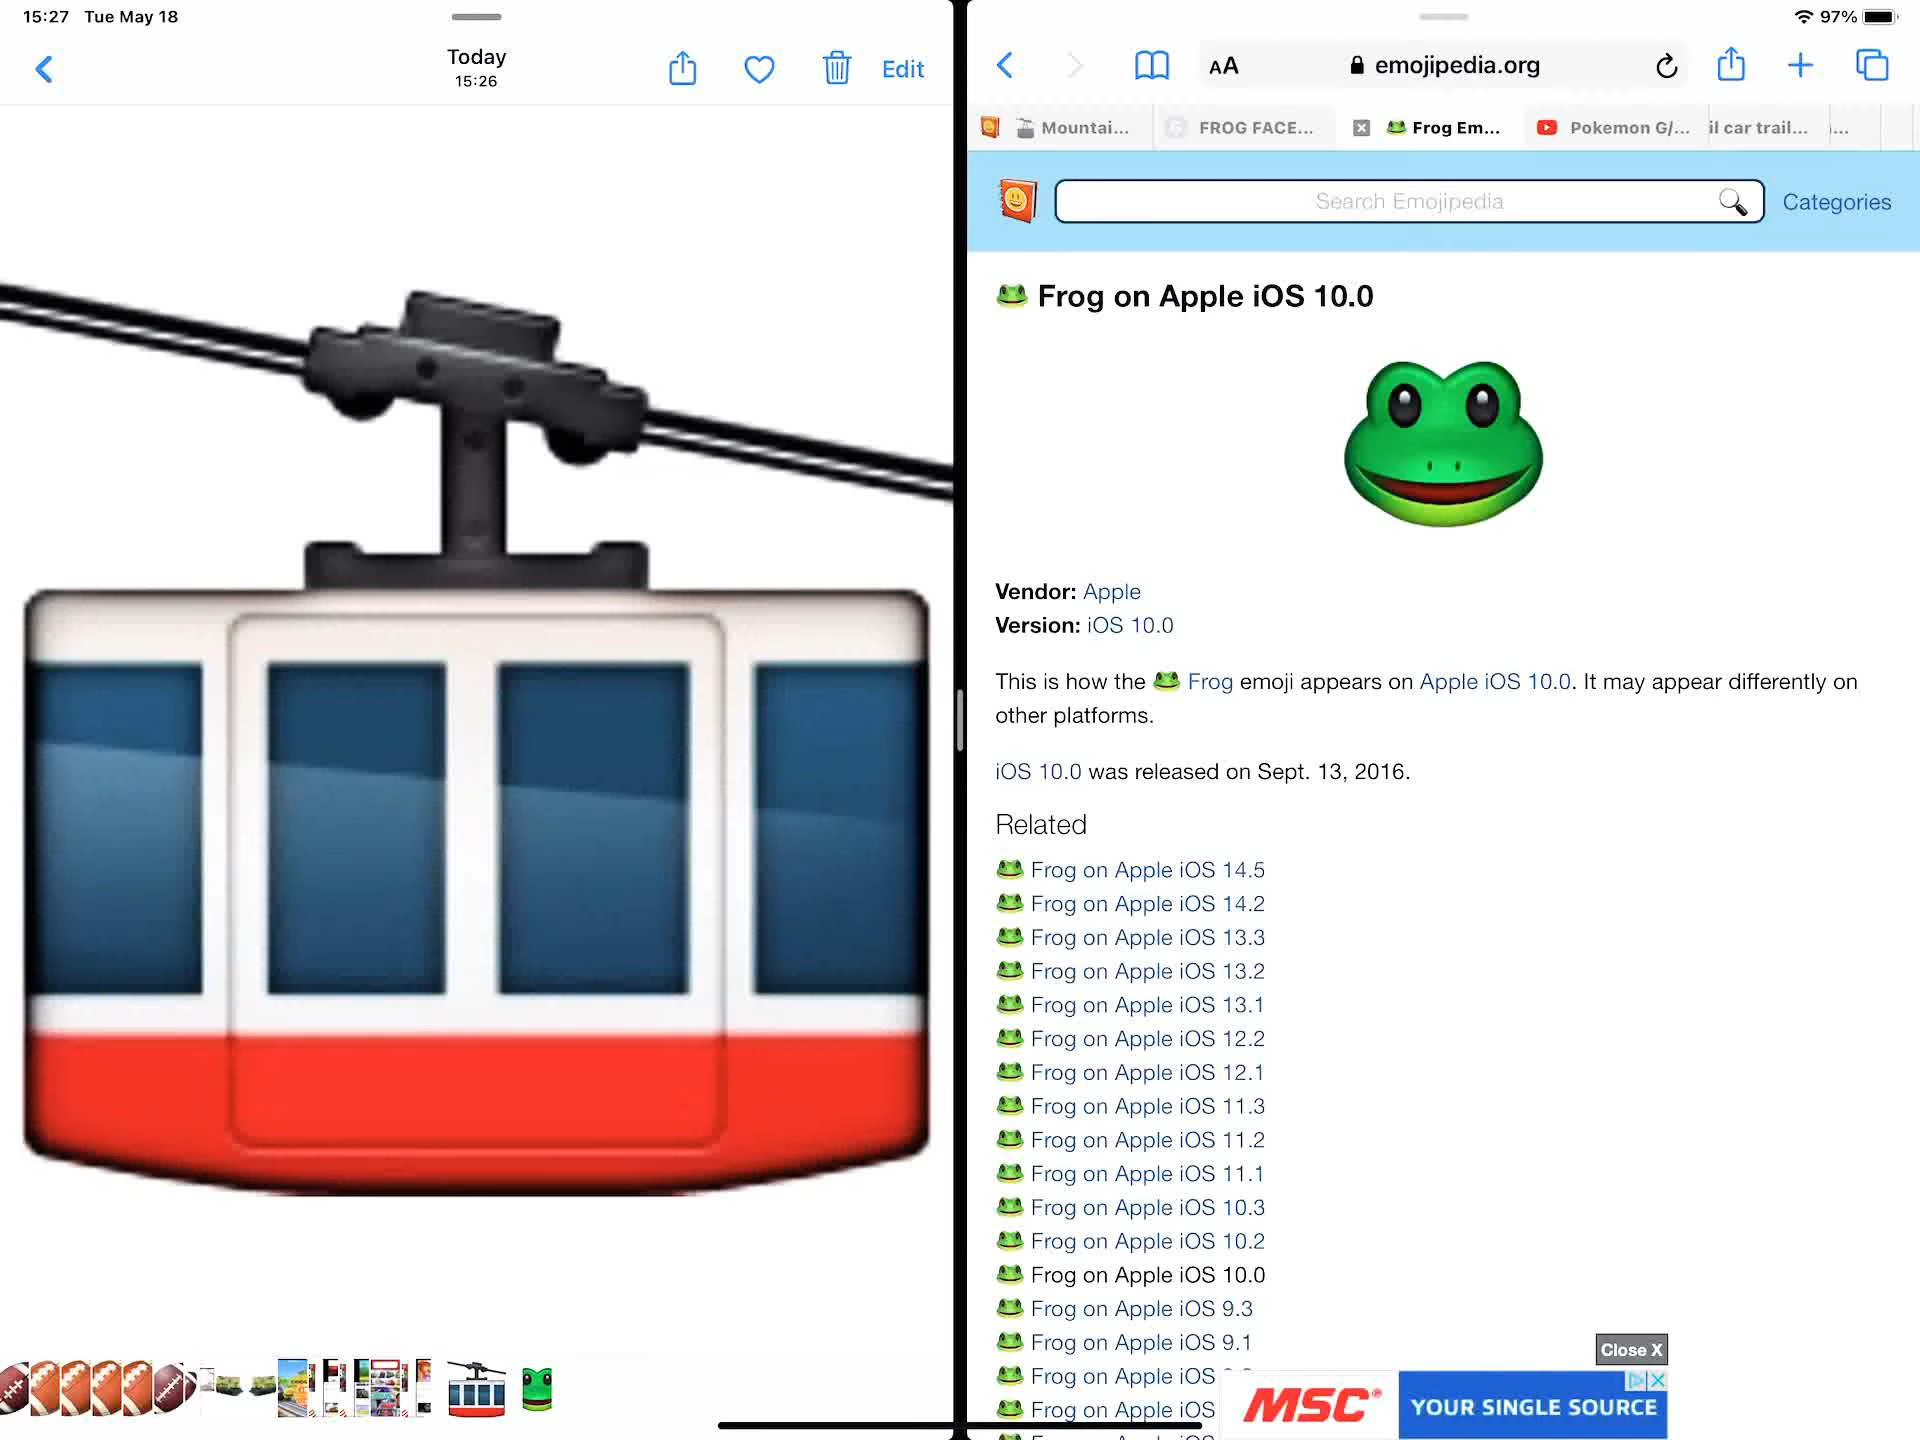 15:27 Tue May 18
Today
15:26
Edit
97%
AA
emojipedia.org
Mountai...
FROG FACE...
Frog Em...
Pokemon G/...
il car trail...
Search Emojipedia
Categories
Frog on Apple iOS 10.0
Vendor: Apple
Version: iOS 10.0
This is how the Frog emoji appears on Apple iOS 10.0. It may appear differently on
other platforms.
iOS 10.0 was released on Sept. 13, 2016.
Related
Frog on Apple iOS 14.5
Frog on Apple iOS 14.2
Frog on Apple iOS 13.3
Frog on Apple iOS 13.2
Frog on Apple iOS 13.1
Frog on Apple iOS 12.2
Frog on Apple iOS 12.1
Frog on Apple iOS 11.3
Frog on Apple iOS 11.2
Frog on Apple iOS 11.1
Frog on Apple iOS 10.3
Frog on Apple iOS 10.2
Frog on Apple iOS 10.0
Frog on Apple iOS 9.3
Frog on Apple iOS 9.1
Frog on Apple iOS
Frog on Apple iOS
Close X
MSC
YOUR SINGLE SOURCE